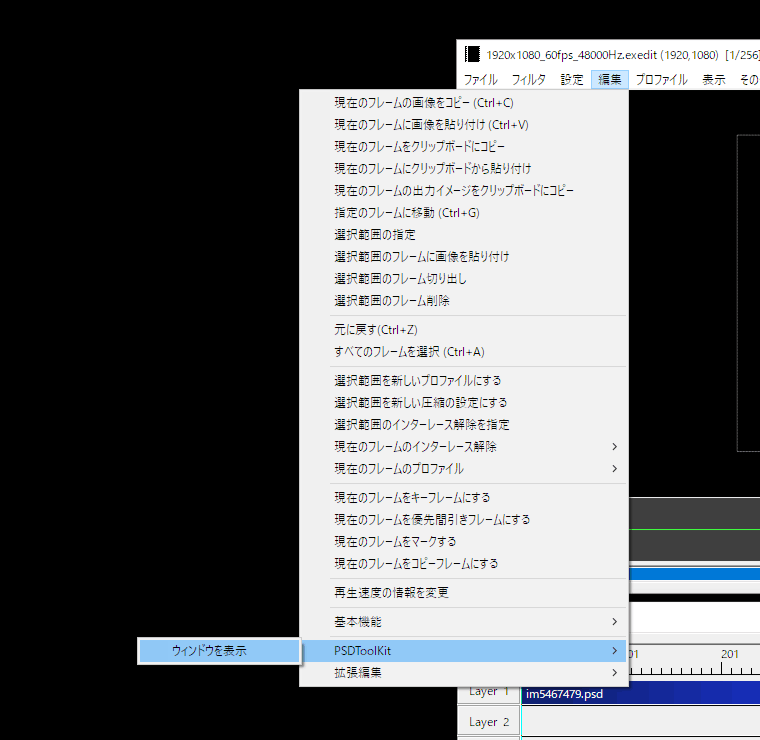 1920x1080_60fps_48000Hz.exedit (1920,1080) [1/256]
ファイル フィルタ 設定 編集 プロファイル 表示 その
現在のフレームの画像をコピー (Ctrl+C)
現在のフレームに画像を貼り付け (Ctrl+V)
現在のフレームをクリップボードにコピー
現在のフレームにクリップボードから貼り付け
現在のフレームの出力イメージをクリップボードにコピー
指定のフレームに移動 (Ctrl+G)
選択範囲の指定
選択範囲のフレームに画像を貼り付け
選択範囲のフレーム切り出し
選択範囲のフレーム削除
元に戻す(Ctrl+Z)
すべてのフレームを選択 (Ctrl+A)
選択範囲を新しいプロファイルにする
選択範囲を新しい圧縮の設定にする
選択範囲のインターレース解除を指定
現在のフレームのインターレース解除
現在のフレームのプロファイル
現在のフレームをキーフレームにする
現在のフレームを優先間引きフレームにする
現在のフレームをマークする
現在のフレームをコピーフレームにする
再生速度の情報を変更
基本機能
PSDToolKit
拡張編集
ウィンドウを表示
01 201
Layer 1 im5467479.psd
Layer 2